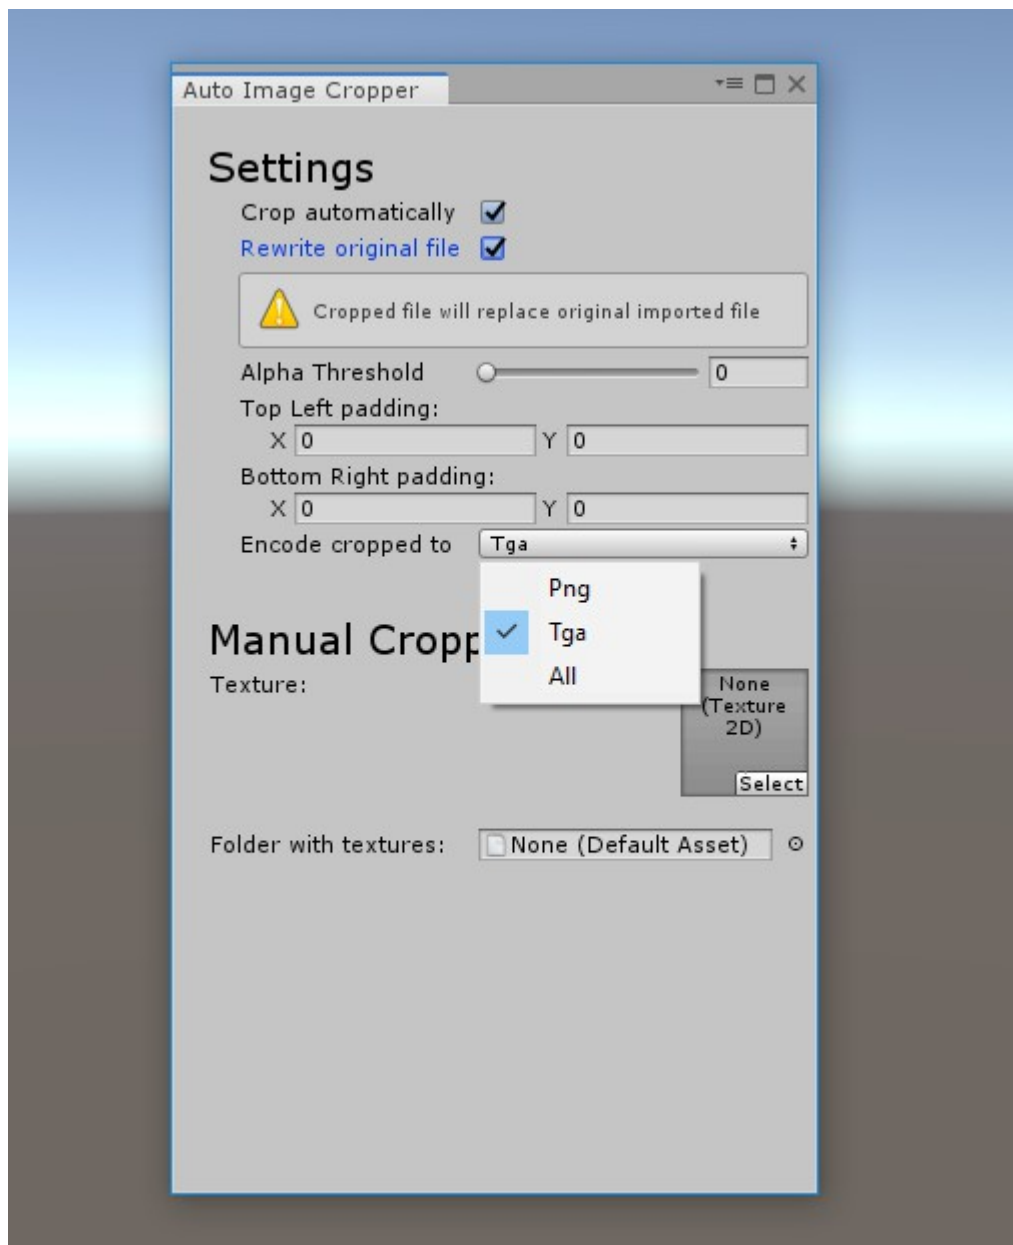 Auto Image Cropper
Settings
Crop automatically
Rewrite original file
Cropped file will replace original imported file
Alpha Threshold 0
Top Left padding:
X 0 Y 0
Bottom Right padding:
X 0 Y 0
Encode cropped to Tga
Png
Tga
All
Manual Cropp
Texture:
None
(Texture
2D)
Select
Folder with textures: None (Default Asset)